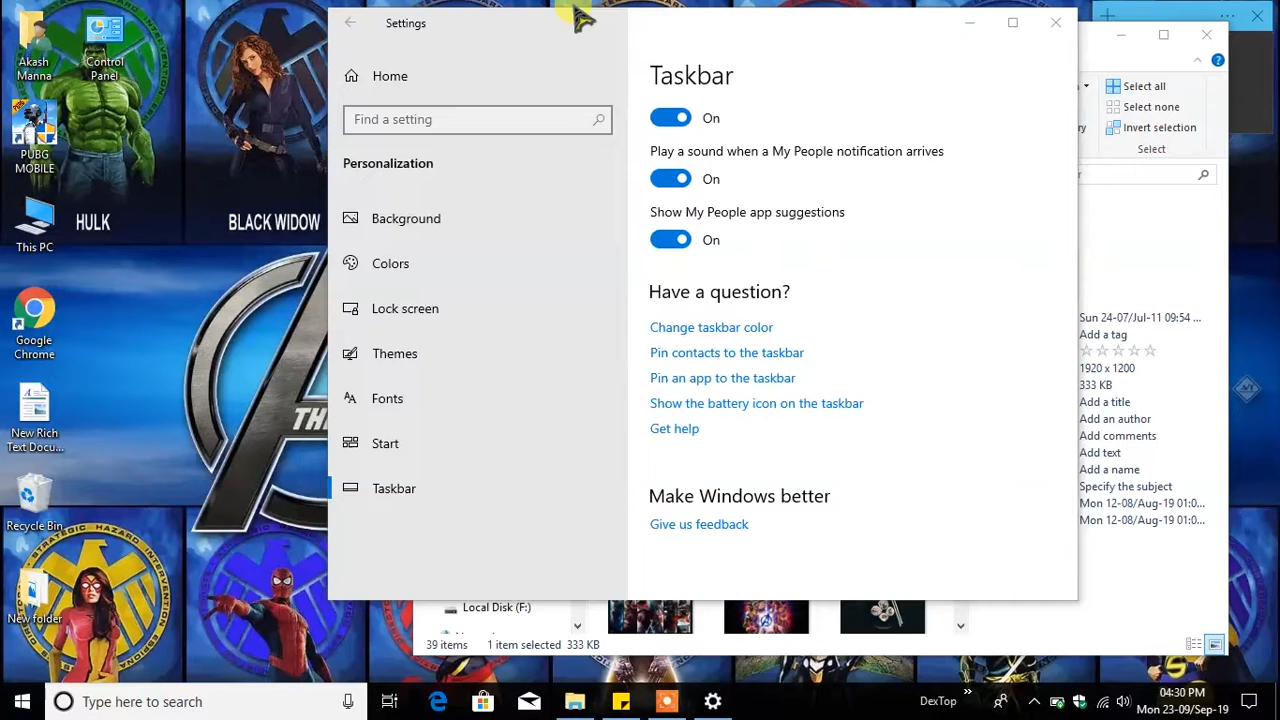 Settings
Home
Find a setting
Personalization
Background
Colors
Lock screen
Themes
Fonts
Start
Taskbar
Taskbar
On
Play a sound when a My People notification arrives
On
Show My People app suggestions
On
Have a question?
Change taskbar color
Pin contacts to the taskbar
Pin an app to the taskbar
Show the battery icon on the taskbar
Get help
Make Windows better
Give us feedback
Akash
Manna
Control
Panel
PUBG
MOBILE
This PC
Google
Chrome
New Rich
Text Docu...
Recycle Bin
New folder
HULK
BLACK WIDOW
Select all
Select none
Invert selection
Select
Sun 24-07/Jul-11 09:54 ...
Add a tag
1920 x 1200
333 KB
Add a title
Add an author
Add comments
Add text
Add a name
Specify the subject
Mon 12-08/Aug-19 01:0...
Mon 12-08/Aug-19 01:0...
Local Disk (F:)
39 items
1 item selected 333 KB
Type here to search
DexTop
04:30 PM
Mon 23-09/Sep-19